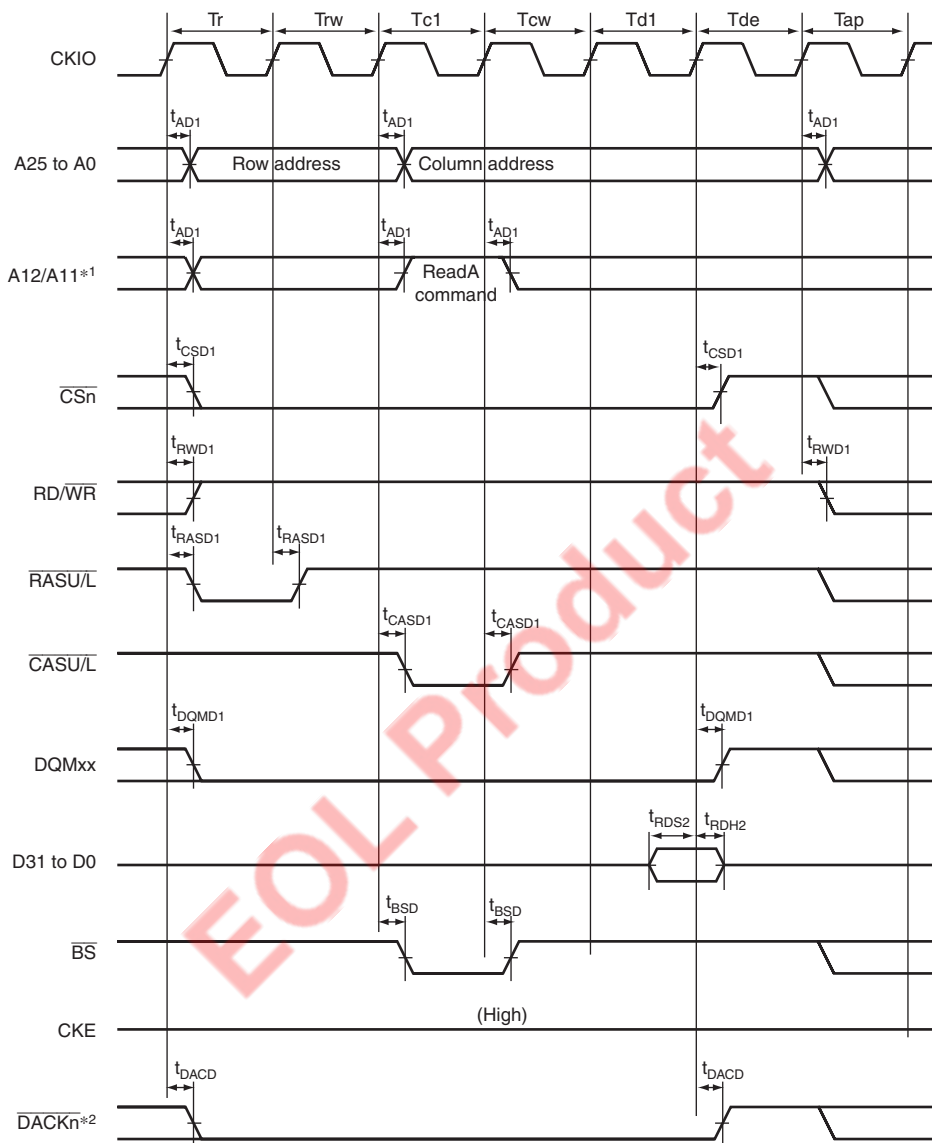 Tr Trw Tc1 Tcw Td1 Tde Tap
CKIO
tAD1 tAD1 tAD1
A25 to A0 Row address Column address
tAD1 tAD1 tAD1
A12/A11*1 ReadA
command
tCSD1 tCSD1
CSn
tRWD1 tRWD1
RD/WR
tRASD1 tRASD1
RASU/L
tCASD1 tCASD1
CASU/L
tDQMD1 tDQMD1
DQMxx
tRDS2 tRDH2
D31 to D0
tBSD tBSD
BS
(High)
CKE
tDACD tDACD
DACKn*2
EOL Product